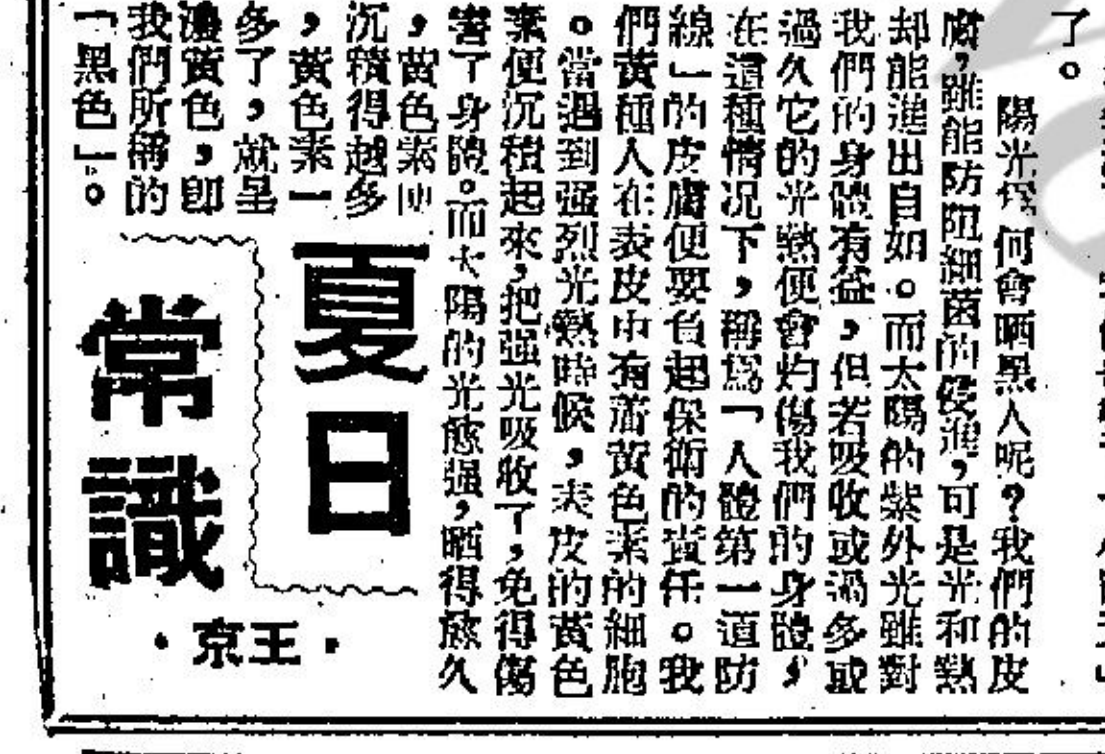 了。
陽光爲何會晒黑人呢?我們的皮
膚,雖能防阻細菌的侵進,可是光和熱
却能進出自如。而太陽的紫外光雖對
我們的身體有益,但若吸收或過多或
過久它的光熱便會灼傷我們的身體,
在這種情况下,稱爲「人體第一道防
線」的皮膚便要負起保衛的責任。我
們黃種人在表皮中有蓄黃色素的細胞
。當遇到强烈光熱時候,表皮的黃色
素便沉積起來,把强光吸收了,免得傷
害了身體。而太陽的光愈强,晒得愈久
,黃色素便
沉積得越多
,黃色素一
多了,就呈
濃黃色,卽
我們所稱的
「黑色」。
夏日
常識
·王京·